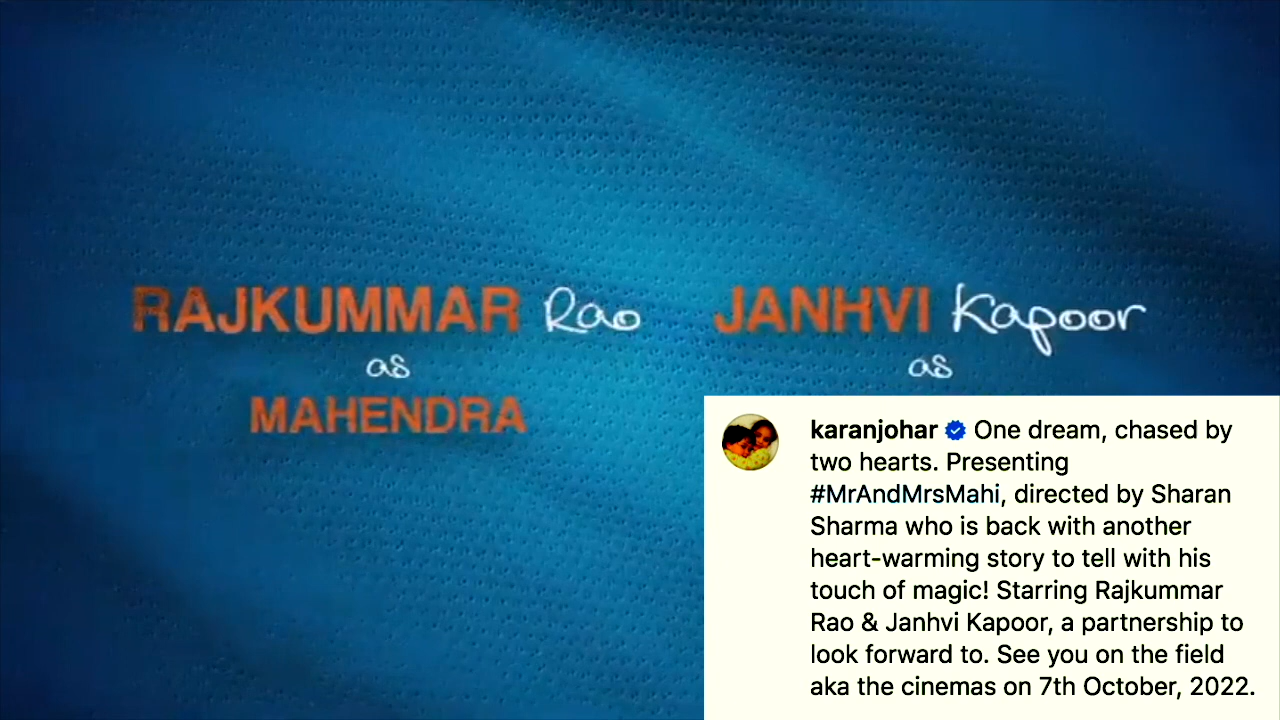 RAJKUMMAR Rao JANHVI Kapoor
as as
MAHENDRA
karanjohar One dream, chased by
two hearts. Presenting
#MrAndMrsMahi, directed by Sharan
Sharma who is back with another
heart-warming story to tell with his
touch of magic! Starring Rajkummar
Rao & Janhvi Kapoor, a partnership to
look forward to. See you on the field
aka the cinemas on 7th October, 2022.